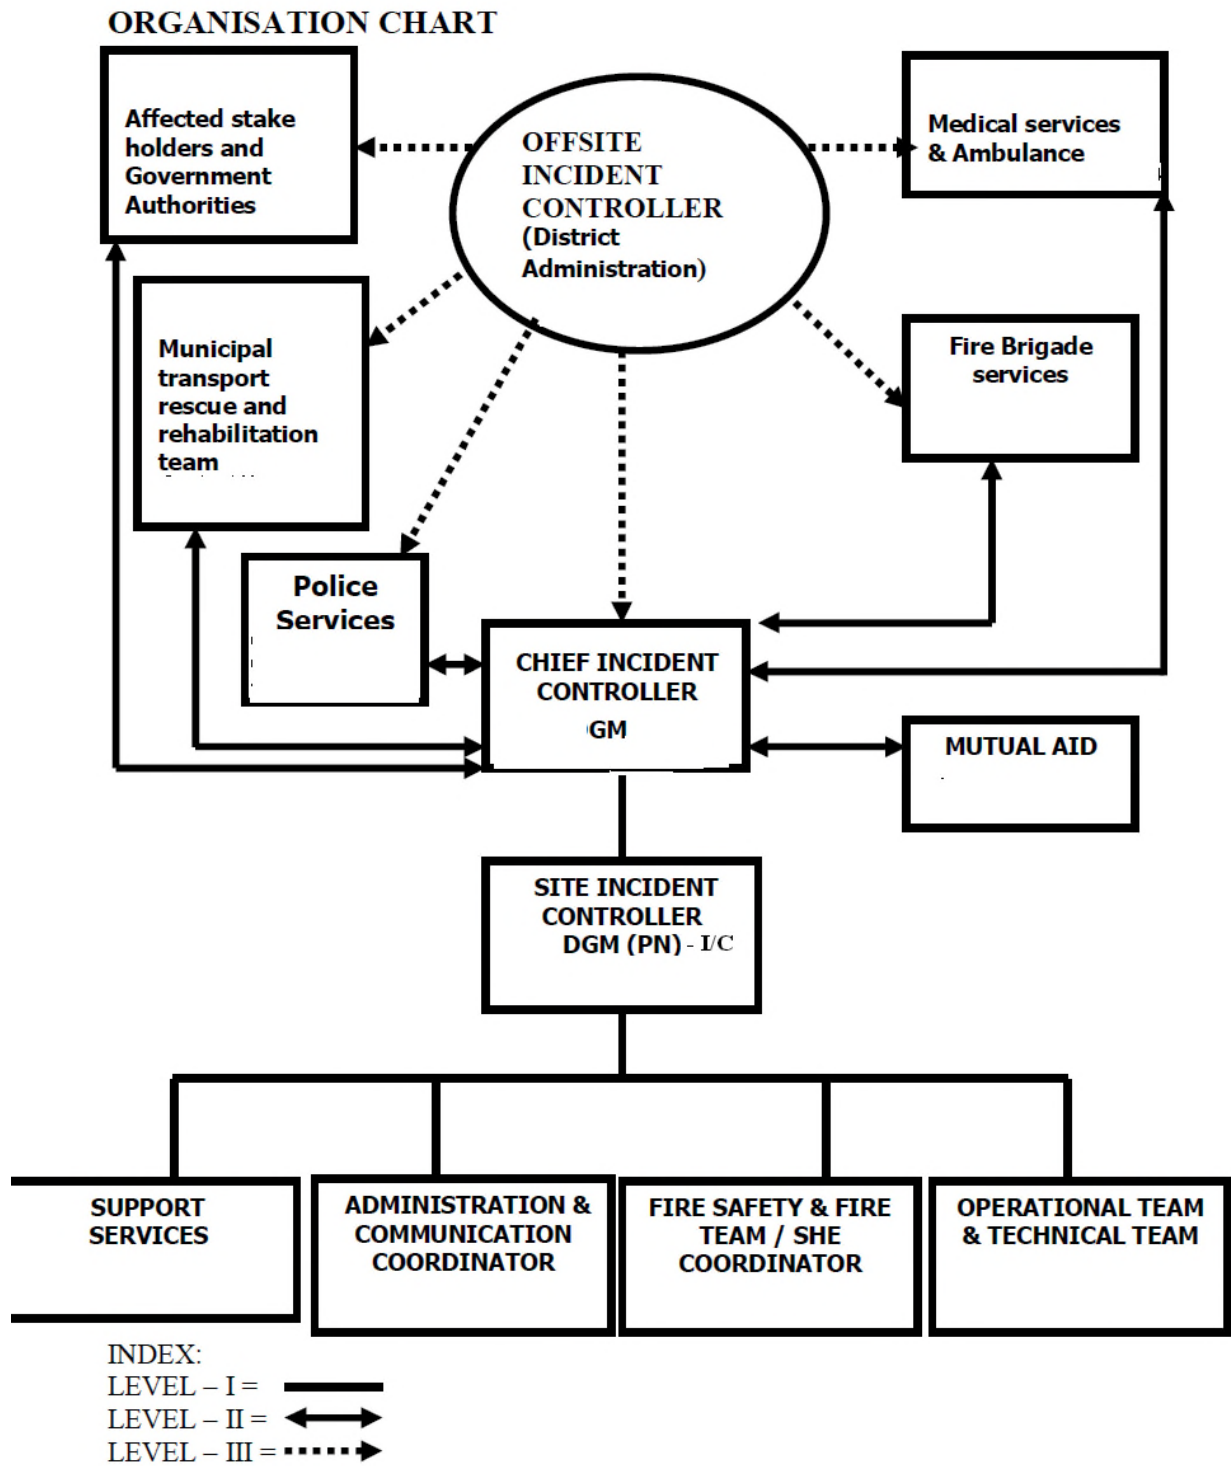 ORGANISATION CHART
Affected stake
holders and
Government
Authorities
OFFSITE
INCIDENT
CONTROLLER
(District
Administration)
Medical services
& Ambulance
Municipal
transport
rescue and
rehabilitation
team
Fire Brigade
services
Police
Services
CHIEF INCIDENT
CONTROLLER
GM
MUTUAL AID
SITE INCIDENT
CONTROLLER
DGM (PN) - I/C
SUPPORT
SERVICES
ADMINISTRATION &
COMMUNICATION
COORDINATOR
FIRE SAFETY & FIRE
TEAM / SHE
COORDINATOR
OPERATIONAL TEAM
& TECHNICAL TEAM
INDEX:
LEVEL – I =
LEVEL – II =
LEVEL – III =